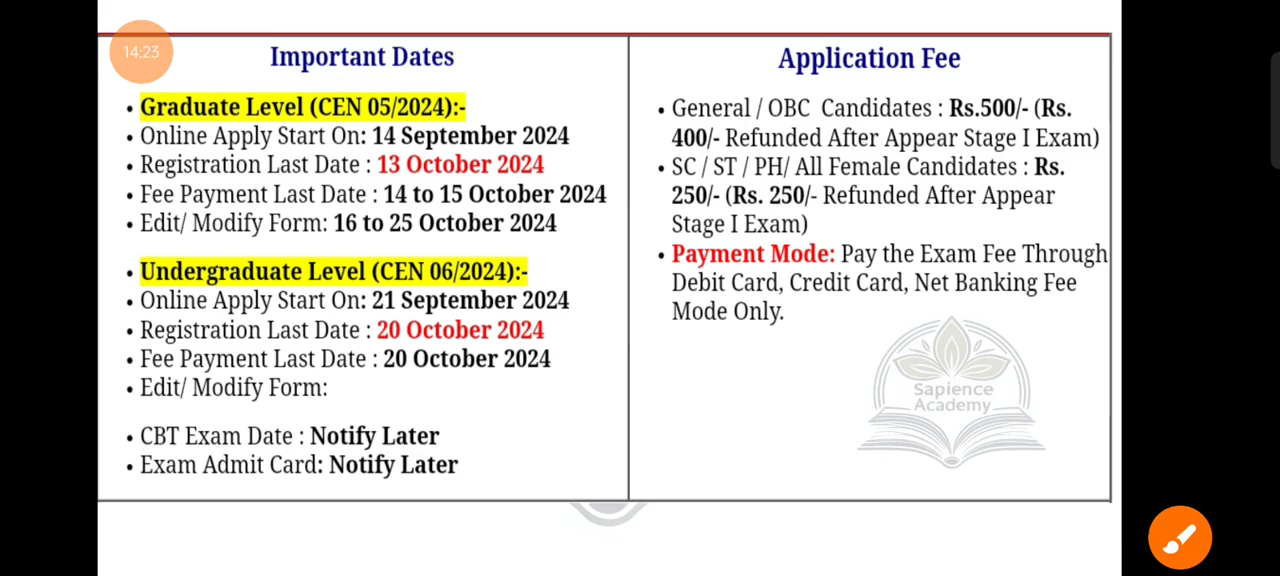 14:23
Important Dates
• Graduate Level (CEN 05/2024):-
• Online Apply Start On: 14 September 2024
• Registration Last Date : 13 October 2024
• Fee Payment Last Date : 14 to 15 October 2024
• Edit/ Modify Form: 16 to 25 October 2024
• Undergraduate Level (CEN 06/2024):-
• Online Apply Start On: 21 September 2024
• Registration Last Date : 20 October 2024
• Fee Payment Last Date : 20 October 2024
• Edit/ Modify Form:
• CBT Exam Date : Notify Later
• Exam Admit Card: Notify Later
Application Fee
• General / OBC Candidates : Rs.500/- (Rs.
400/- Refunded After Appear Stage I Exam)
• SC / ST / PH/ All Female Candidates : Rs.
250/- (Rs. 250/- Refunded After Appear
Stage I Exam)
• Payment Mode: Pay the Exam Fee Through
Debit Card, Credit Card, Net Banking Fee
Mode Only.
Sapience
Academy